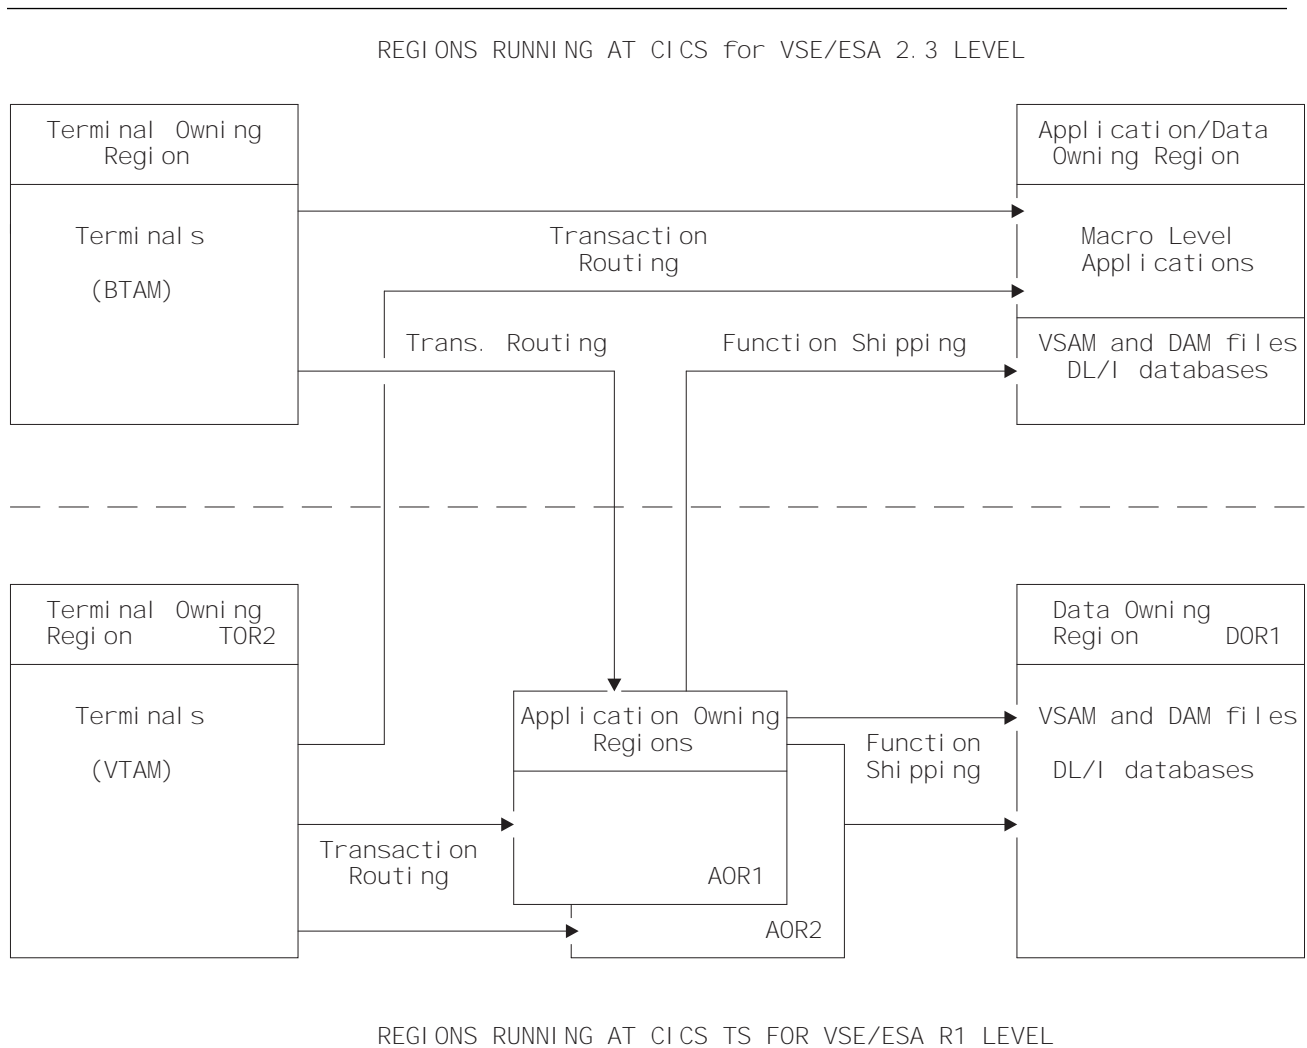 REGIONS RUNNING AT CICS for VSE/ESA 2.3 LEVEL
Terminal Owning
Region
Terminals
(BTAM)
Application/Data
Owning Region
Macro Level
Applications
VSAM and DAM files
DL/I databases
Transaction
Routing
Trans. Routing
Function Shipping
Terminal Owning
Region TOR2
Terminals
(VTAM)
Transaction
Routing
Application Owning
Regions
AOR1
AOR2
Function
Shipping
Data Owning
Region DOR1
VSAM and DAM files
DL/I databases
REGIONS RUNNING AT CICS TS FOR VSE/ESA R1 LEVEL